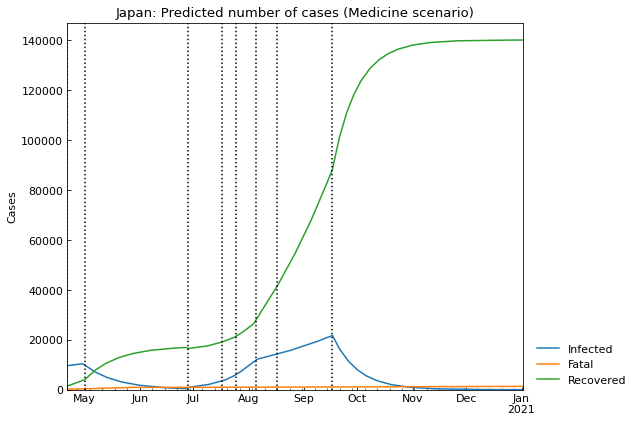 Japan: Predicted number of cases (Medicine scenario)
140000
120000
100000
80000
60000
40000
20000
0
Cases
May Jun Jul Aug Sep Oct Nov Dec Jan
2021
Infected
Fatal
Recovered